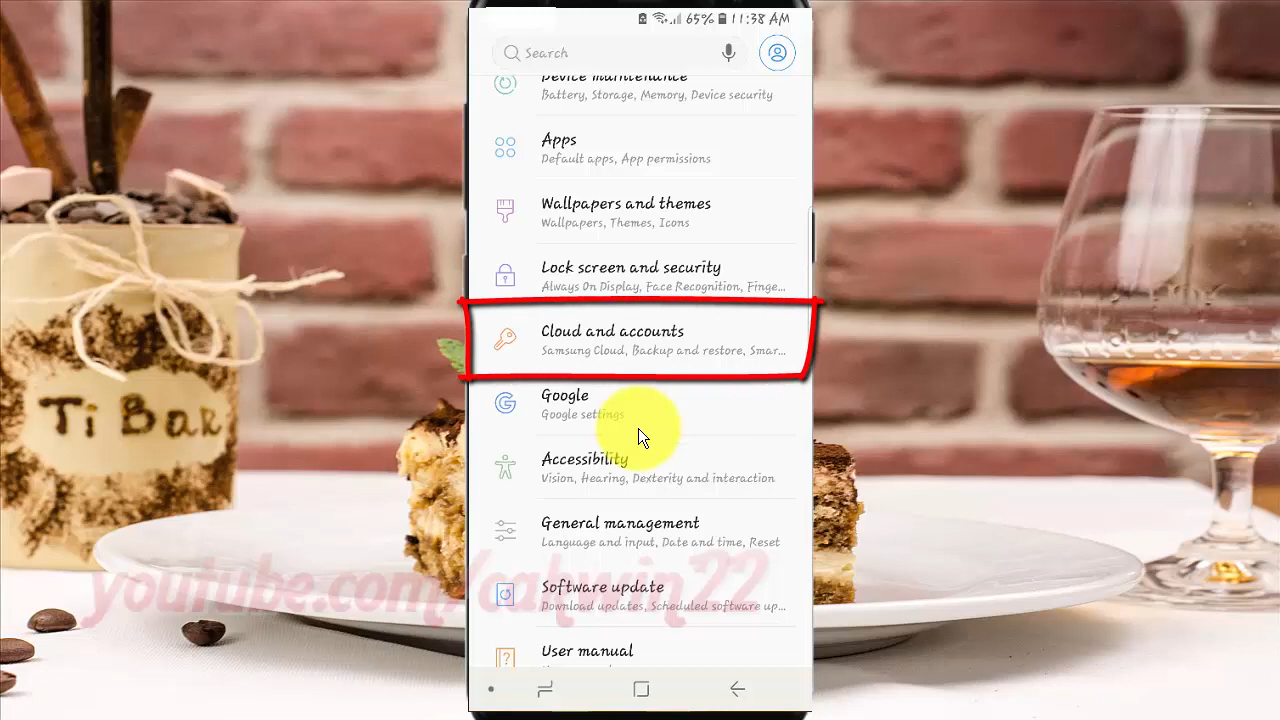 65% 11:38 AM
Search
Device maintenance
Battery, Storage, Memory, Device security
Apps
Default apps, App permissions
Wallpapers and themes
Wallpapers, Themes, Icons
Lock screen and security
Always On Display, Face Recognition, Finge...
Cloud and accounts
Samsung Cloud, Backup and restore, Smar...
Google
Google settings
Accessibility
Vision, Hearing, Dexterity and interaction
General management
Language and input, Date and time, Reset
Software update
Download updates, Scheduled software up...
User manual
Ti Bar